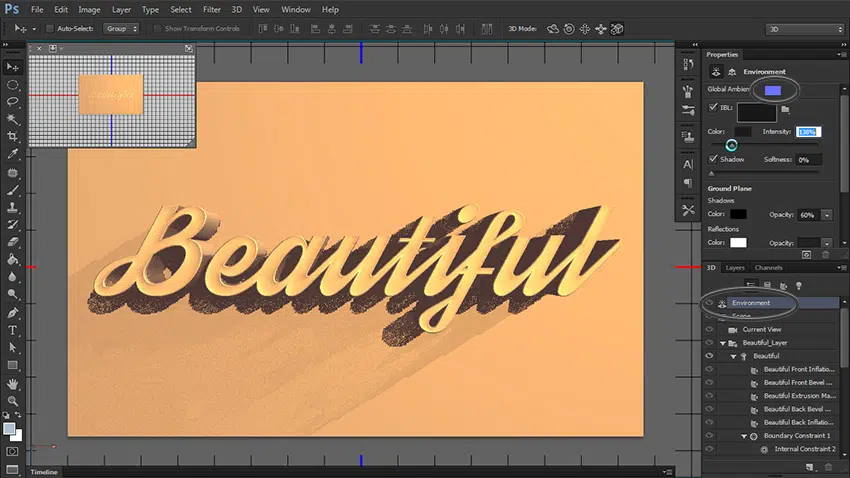 Ps File Edit Image Layer Type Select Filter 3D View Window Help
Auto-Select: Group Show Transform Controls 3D Mode: 3D
Properties
Environment
Global Ambien
IBL:
Color: Intensity: 138%
Shadow Softness: 0%
Ground Plane
Shadows
Color: Opacity: 60%
Reflections
Color: Opacity:
Beautiful
3D Layers Channels
Environment
Scene
Current View
Beautiful_Layer
Beautiful
Beautiful Front Inflatio...
Beautiful Front Bevel ...
Beautiful Extrusion Ma...
Beautiful Back Bevel ...
Beautiful Back Inflatio...
Boundary Constraint 1
Internal Constraint 2
Timeline